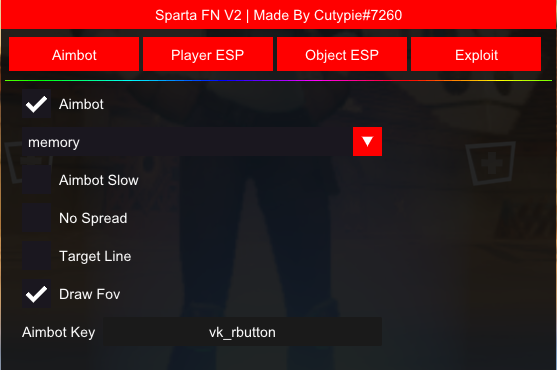 Sparta FN V2 | Made By Cutypie#7260
Aimbot Player ESP Object ESP Exploit
Aimbot
memory
Aimbot Slow
No Spread
Target Line
Draw Fov
Aimbot Key vk_rbutton